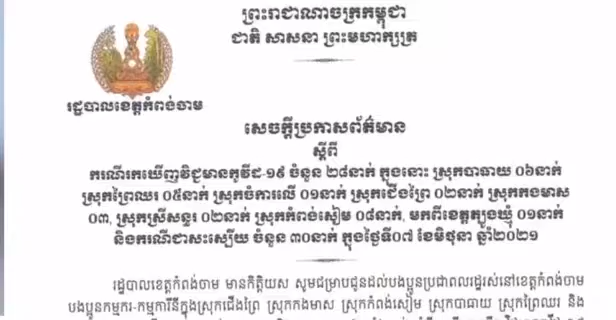 ព្រះរាជាណាចក្រកម្ពុជា
ជាតិ សាសនា ព្រះមហាក្សត្រ
រដ្ឋបាលខេត្តកំពង់ចាម
សេចក្តីប្រកាសព័ត៌មាន
ស្តីពី
ករណីរកឃើញវិជ្ជមានកូវីដ-១៩ ចំនួន ២៨នាក់ ក្នុងនោះ ស្រុកបាធាយ ០៦នាក់
ស្រុកព្រៃឈរ ០៥នាក់ ស្រុកចំការលើ ០១នាក់ ស្រុកជើងព្រៃ ០២នាក់ ស្រុកកងមាស
០៣, ស្រុកស្រីសន្ធរ ០២នាក់ ស្រុកកំពង់សៀម ០៨នាក់, មកពីខេត្តត្បូងឃ្មុំ ០១នាក់
និងករណីជាសះស្បើយ ចំនួន ៣០នាក់ ក្នុងថ្ងៃទី០៧ ខែមិថុនា ឆ្នាំ២០២១
រដ្ឋបាលខេត្តកំពង់ចាម មានកិត្តិយស សូមជម្រាបជូនដល់បងប្អូនប្រជាពលរដ្ឋរស់នៅខេត្តកំពង់ចាម
បងប្អូនកម្មករ-កម្មការិនីក្នុងស្រុកជើងព្រៃ ស្រុកកងមាស ស្រុកកំពង់សៀម ស្រុកបាធាយ ស្រុកព្រៃឈរ និង